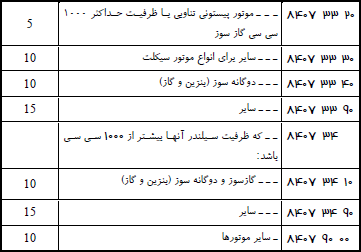 ۸۴۰۷ ۳۳ ۲۰ - - - موتور پیستونی تناوبی با ظرفیت حداکثر ۱۰۰۰
سی سی گاز سوز 5
۸۴۰۷ ۳۳ ۳۰ - - - سایر برای انواع موتور سیکلت 10
۸۴۰۷ ۳۳ ۴۰ - - - دوگانه سوز (بنزین و گاز) 10
۸۴۰۷ ۳۳ ۹۰ - - - سایر 15
۸۴۰۷ ۳۴ - - که ظرفیت سیلندر آنها بیشتر از ۱۰۰۰ سی سی
باشد:
۸۴۰۷ ۳۴ ۱۰ - - - گازسوز و دوگانه سوز (بنزین و گاز) 10
۸۴۰۷ ۳۴ ۹۰ - - - سایر 15
۸۴۰۷ ۹۰ ۰۰ - سایر موتورها 10